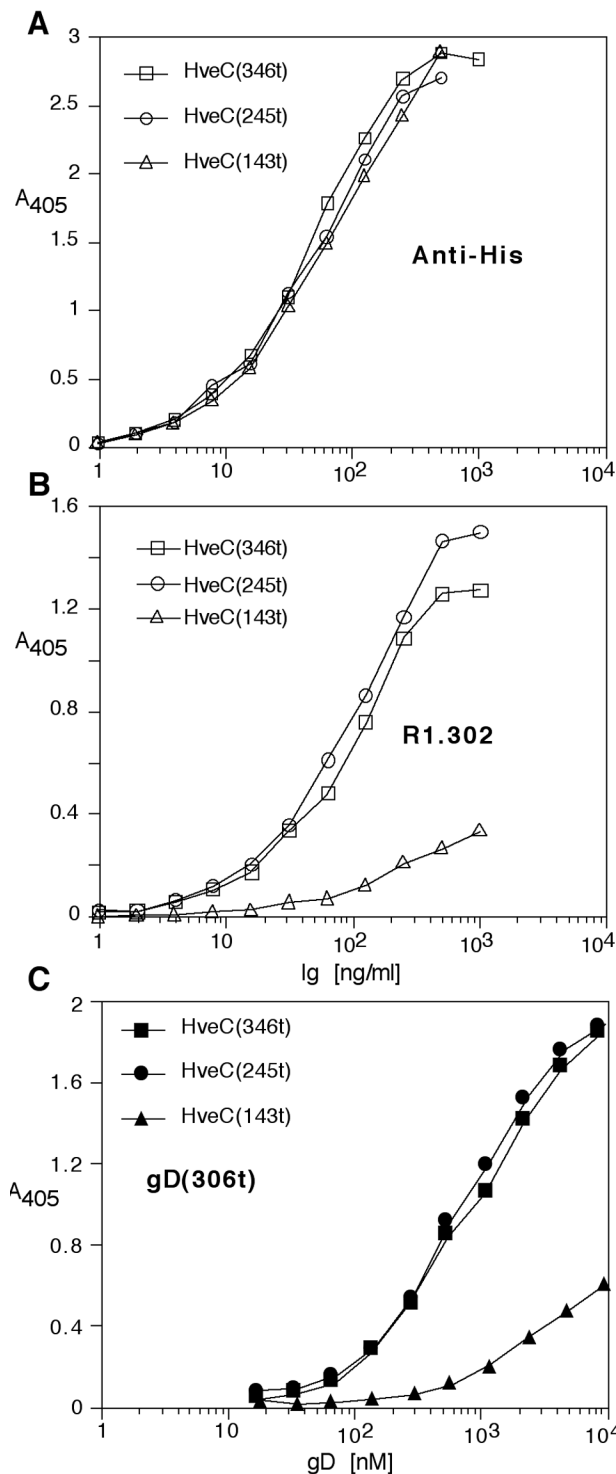 A
3
2.5
2
1.5
1
0.5
0
A405
HveC(346t)
HveC(245t)
HveC(143t)
Anti-His
1 10 10² 10³ 10⁴
B
1.6
1.2
0.8
0.4
0
A405
HveC(346t)
HveC(245t)
HveC(143t)
R1.302
1 10 10² 10³ 10⁴
Ig [ng/ml]
C
2
1.6
1.2
0.8
0.4
0
A405
HveC(346t)
HveC(245t)
HveC(143t)
gD(306t)
1 10 10² 10³ 10⁴
gD [nM]